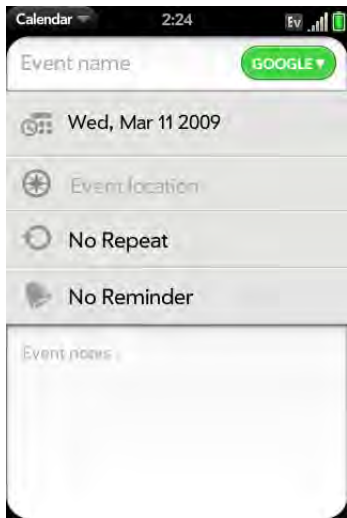 Calendar 2:24 Ev
Event name GOOGLE
Wed, Mar 11 2009
Event location
No Repeat
No Reminder
Event notes